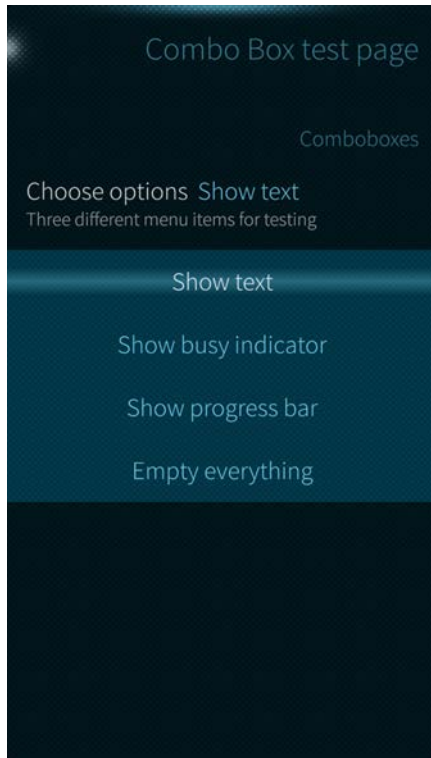 Combo Box test page
Comboboxes
Choose options Show text
Three different menu items for testing
Show text
Show busy indicator
Show progress bar
Empty everything